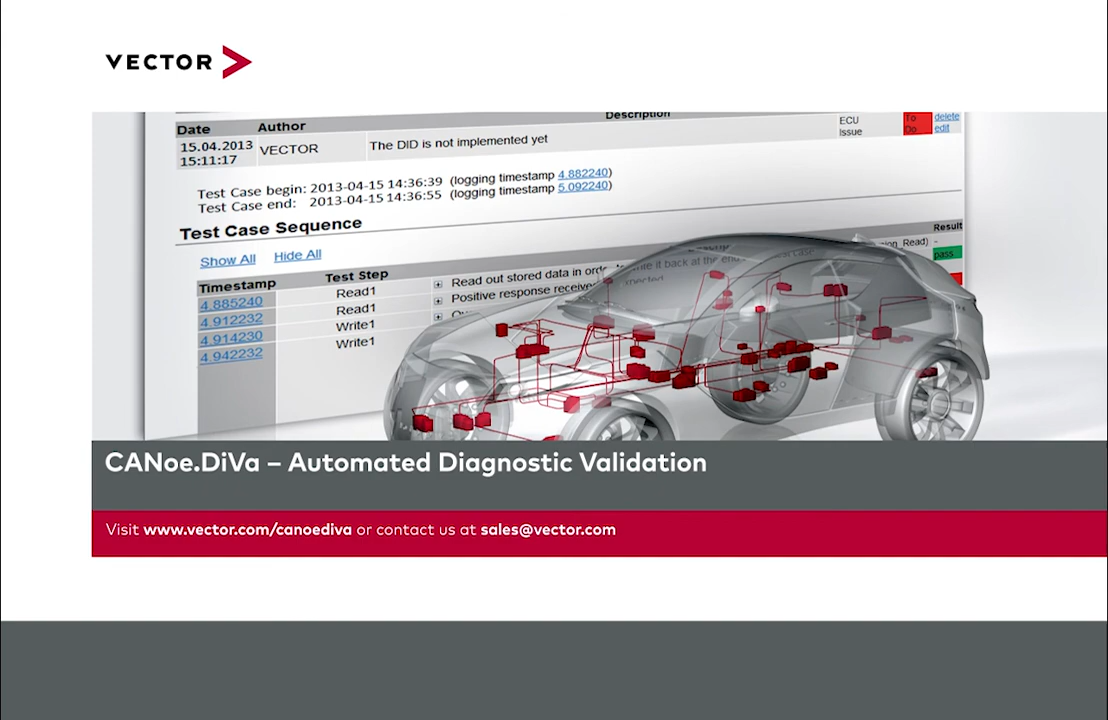 VECTOR
Description
Date Author
15.04.2013
15:11:17
VECTOR
The DID is not implemented yet
ECU
Issue
To
Do
delete
edit
Test Case begin: 2013-04-15 14:36:39 (logging timestamp 4.882240)
Test Case end: 2013-04-15 14:36:55 (logging timestamp 5.092240)
Test Case Sequence
Show All Hide All
Result
Timestamp Test Step
4.885240 Read1 Read out stored data in order
pass
4.912232 Read1 Positive response received
4.914230 Write1
4.942232 Write1
CANoe.DiVa – Automated Diagnostic Validation
Visit www.vector.com/canoediva or contact us at sales@vector.com